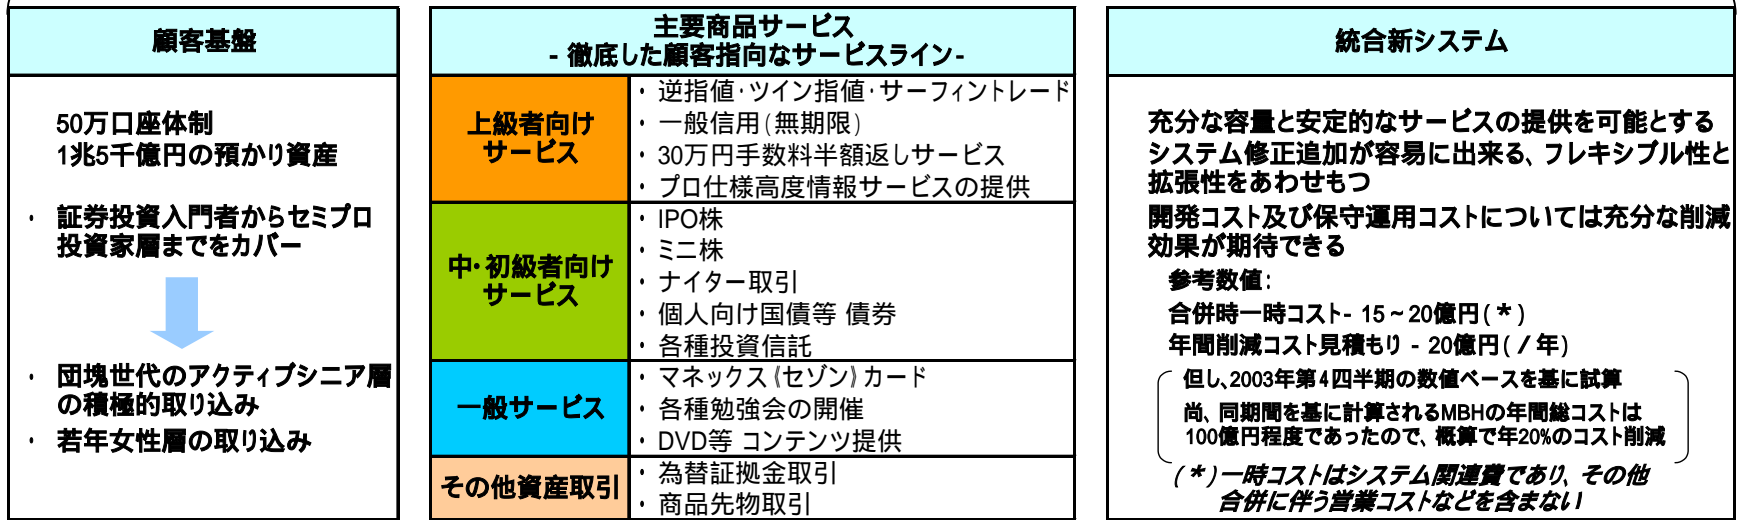 顧客基盤
50万口座体制
1兆5千億円の預かり資産
・ 証券投資入門者からセミプロ
投資家層までをカバー
・ 団塊世代のアクティブシニア層
の積極的取り込み
・ 若年女性層の取り込み
主要商品サービス
- 徹底した顧客指向なサービスライン-
上級者向け
サービス
・ 逆指値・ツイン指値・サーフィントレード
・ 一般信用(無期限)
・ 30万円手数料半額返しサービス
・ プロ仕様高度情報サービスの提供
中・初級者向け
サービス
・ IPO株
・ ミニ株
・ ナイター取引
・ 個人向け国債等 債券
・ 各種投資信託
一般サービス
・ マネックス《セゾン》カード
・ 各種勉強会の開催
・ DVD等 コンテンツ提供
その他資産取引
・ 為替証拠金取引
・ 商品先物取引
統合新システム
充分な容量と安定的なサービスの提供を可能とする
システム修正追加が容易に出来る、フレキシブル性と
拡張性をあわせもつ
開発コスト及び保守運用コストについては充分な削減
効果が期待できる
参考数値:
合併時一時コスト- 15~20億円(*)
年間削減コスト見積もり - 20億円(/年)
但し、2003年第4四半期の数値ベースを基に試算
尚、同期間を基に計算されるMBHの年間総コストは
100億円程度であったので、概算で年20%のコスト削減
(*)一時コストはシステム関連費であり、その他
合併に伴う営業コストなどを含まない